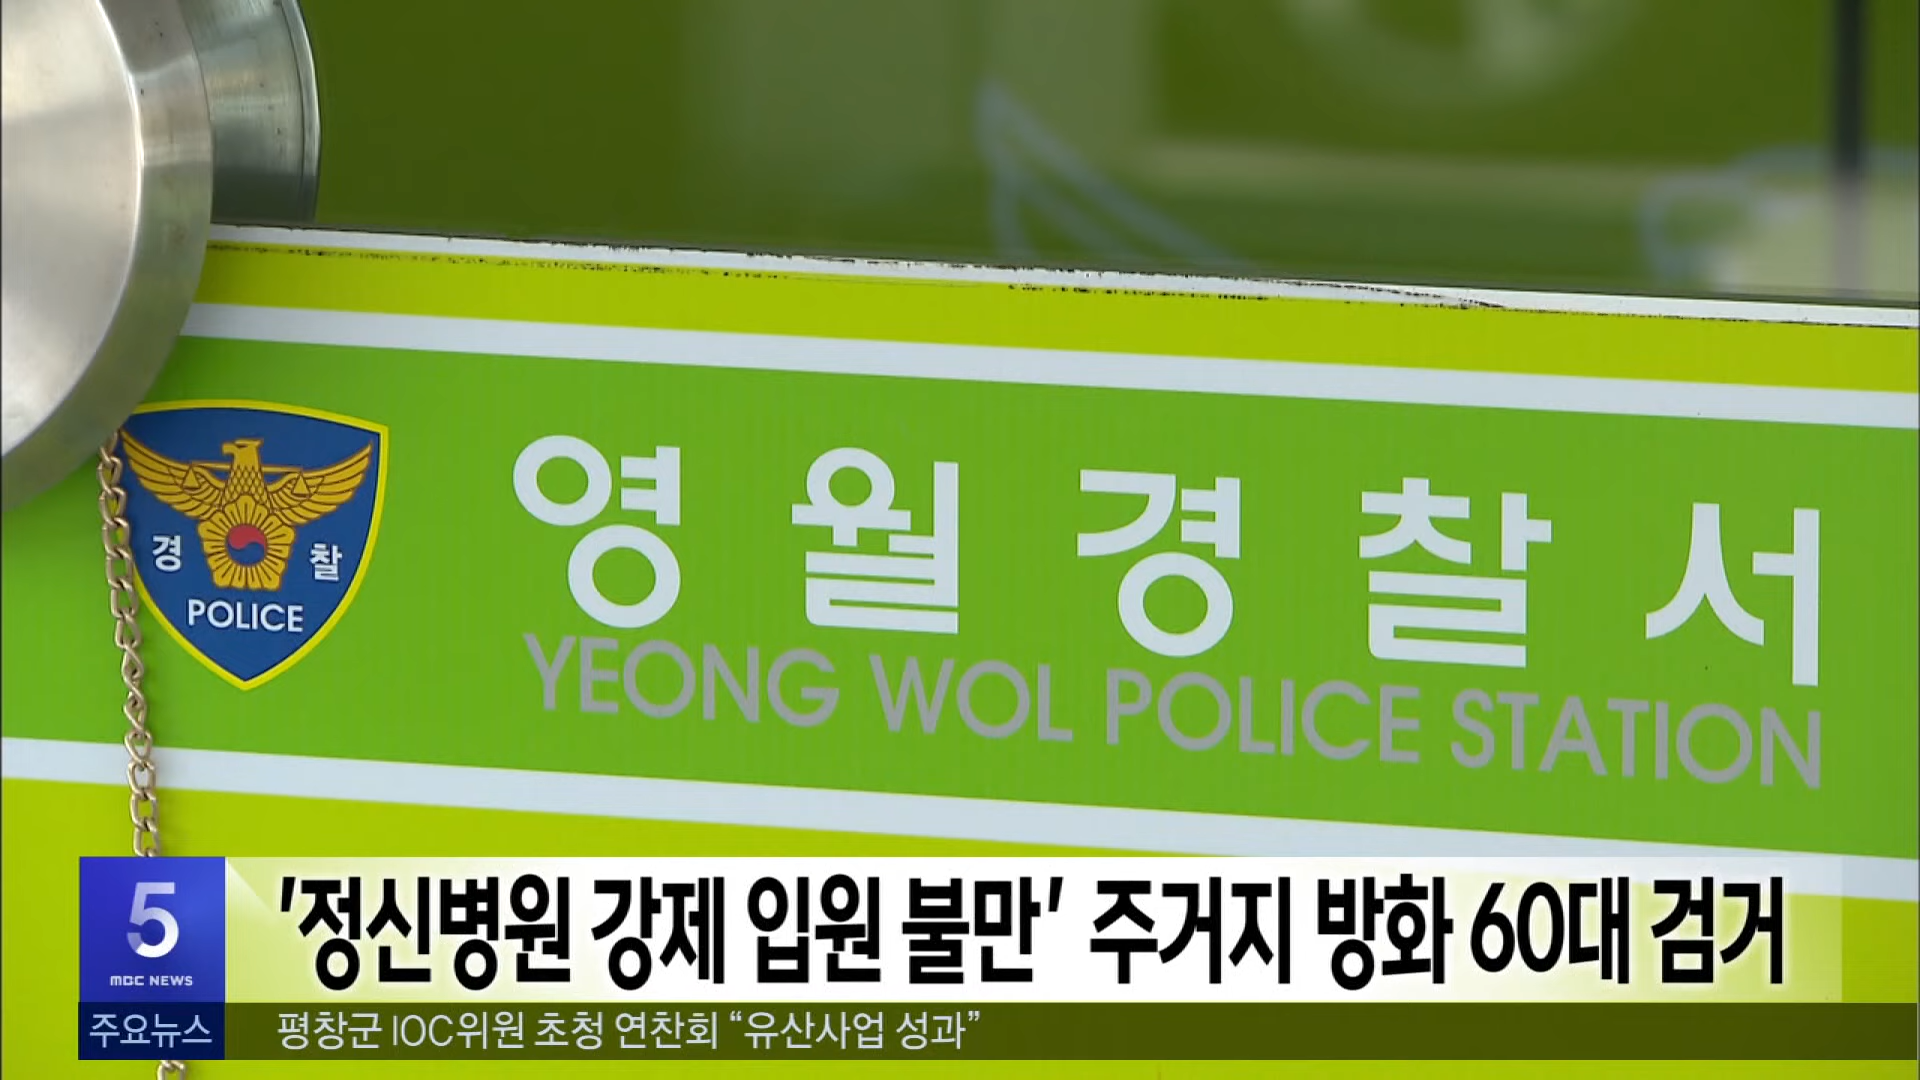 경 찰
POLICE
영월경찰서
YEONG WOL POLICE STATION
5
MBC NEWS
'정신병원 강제 입원 불만' 주거지 방화 60대 검거
주요뉴스
평창군 IOC위원 초청 연찬회 “유산사업 성과”